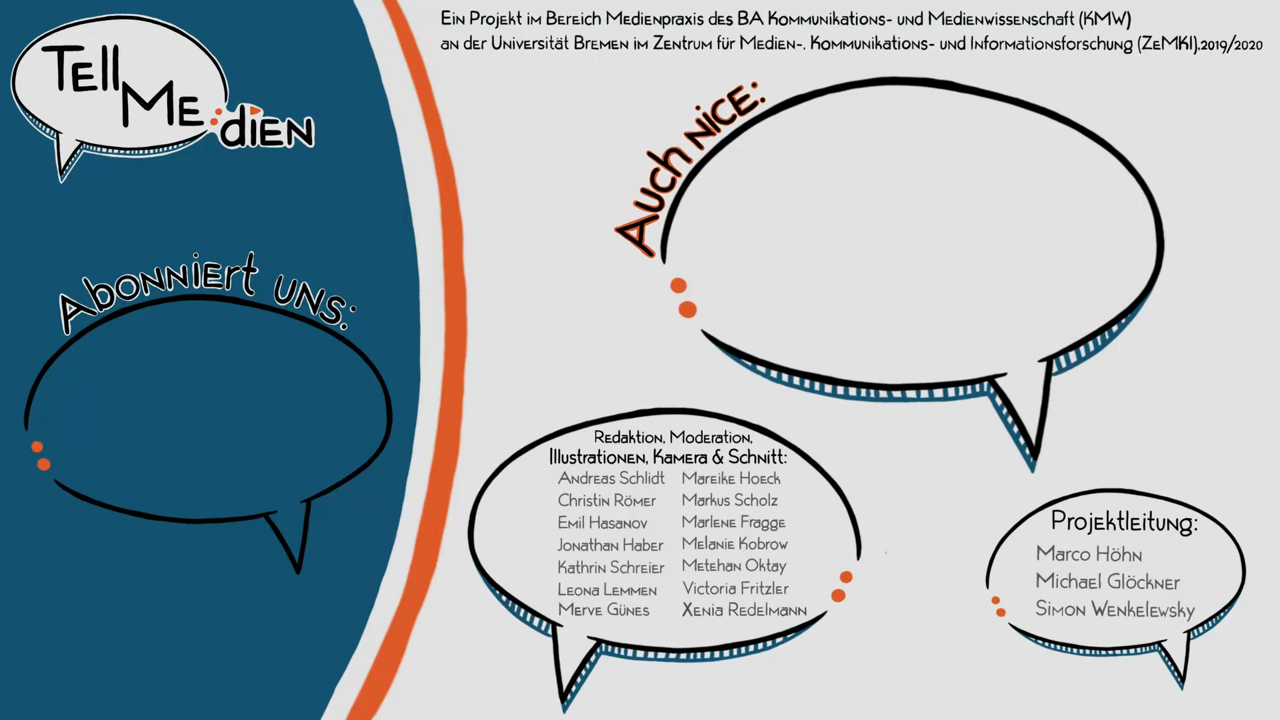 Tell
Me:dien
Ein Projekt im Bereich Medienpraxis des BA Kommunikations- und Medienwissenschaft (KMW)
an der Universität Bremen im Zentrum für Medien-, Kommunikations- und Informationsforschung (ZeMKI).2019/2020
Auch nice:
Abonniert uns:
Redaktion, Moderation,
Illustrationen, Kamera & Schnitt:
Andreas Schlidt
Christin Römer
Emil Hasanov
Jonathan Haber
Kathrin Schreier
Leona Lemmen
Merve Günes
Mareike Hoeck
Markus Scholz
Marlene Fragge
Melanie Kobrow
Metehan Oktay
Victoria Fritzler
Xenia Redelmann
Projektleitung:
Marco Höhn
Michael Glöckner
Simon Wenkelewsky